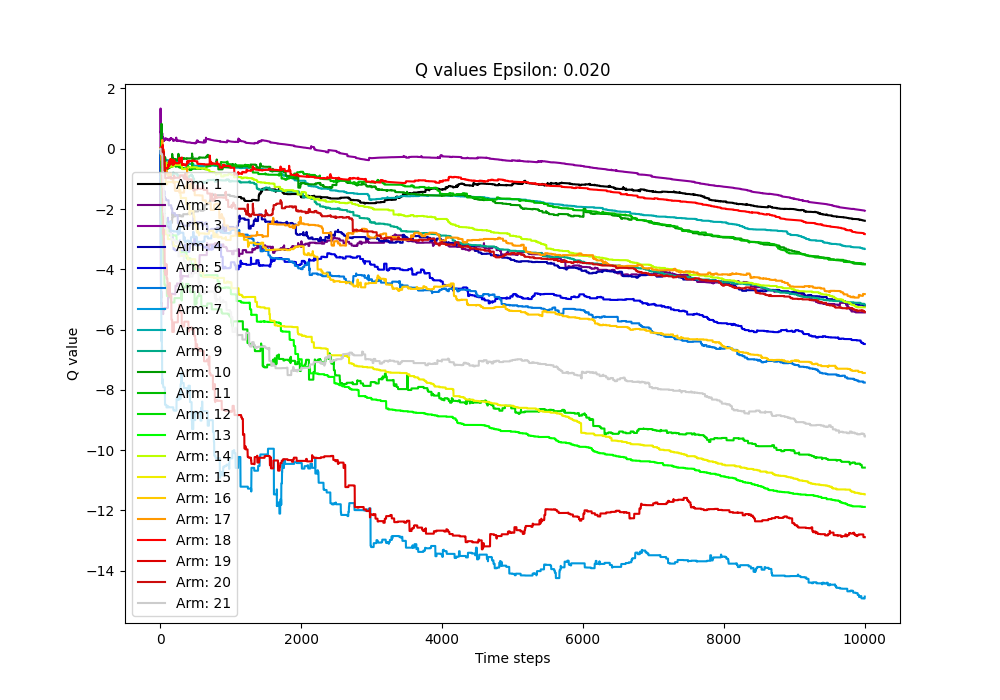 Q values Epsilon: 0.020
Q value
2
0
−2
−4
−6
−8
−10
−12
−14
Arm: 1
Arm: 2
Arm: 3
Arm: 4
Arm: 5
Arm: 6
Arm: 7
Arm: 8
Arm: 9
Arm: 10
Arm: 11
Arm: 12
Arm: 13
Arm: 14
Arm: 15
Arm: 16
Arm: 17
Arm: 18
Arm: 19
Arm: 20
Arm: 21
0 2000 4000 6000 8000 10000
Time steps